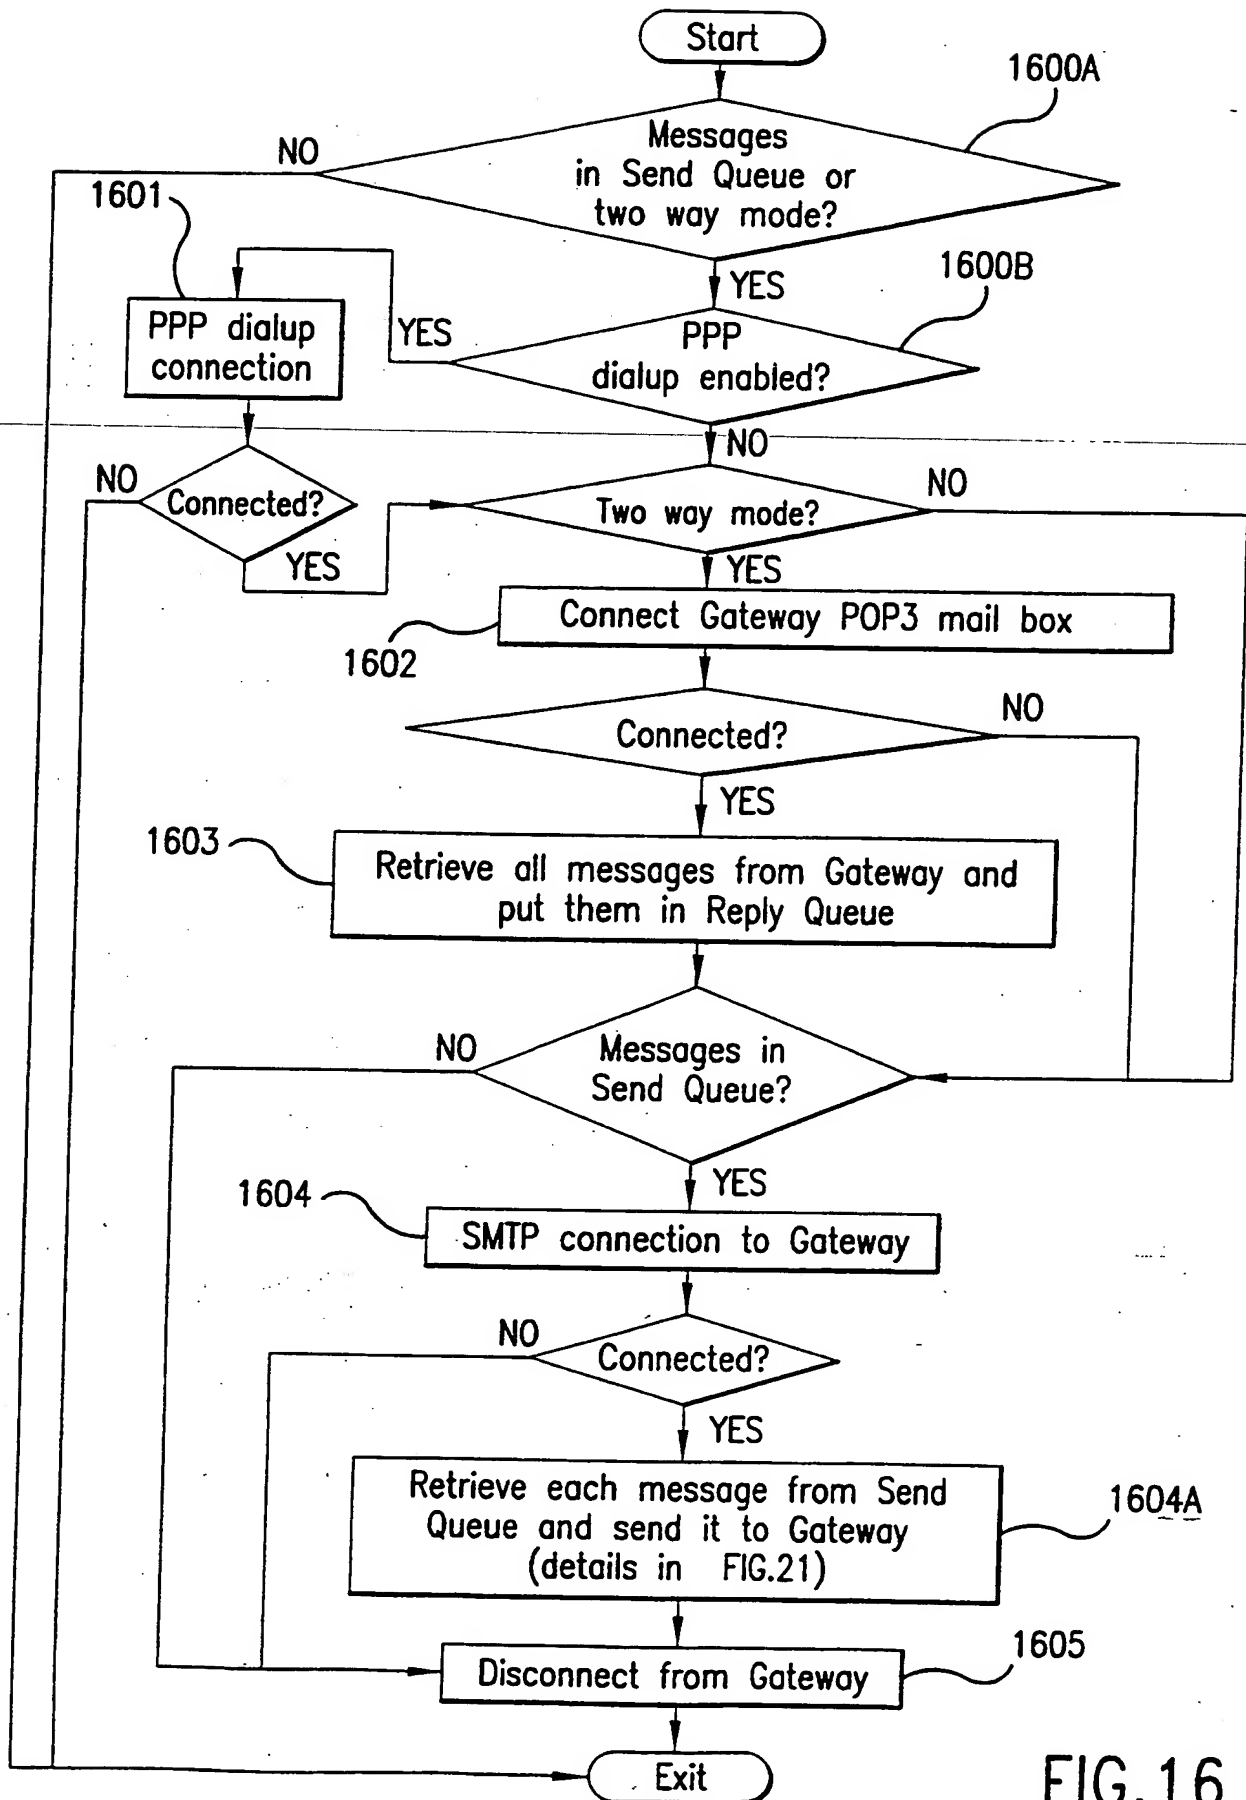 Start
1600A
Messages
in Send Queue or
two way mode?
NO
1601
YES
1600B
PPP dialup
connection
YES
PPP
dialup enabled?
NO
NO
Connected?
YES
Two way mode?
NO
YES
Connect Gateway POP3 mail box
1602
Connected?
NO
YES
1603
Retrieve all messages from Gateway and
put them in Reply Queue
NO
Messages in
Send Queue?
YES
1604
SMTP connection to Gateway
NO
Connected?
YES
Retrieve each message from Send
Queue and send it to Gateway
(details in FIG.21)
1604A
1605
Disconnect from Gateway
Exit
FIG.16